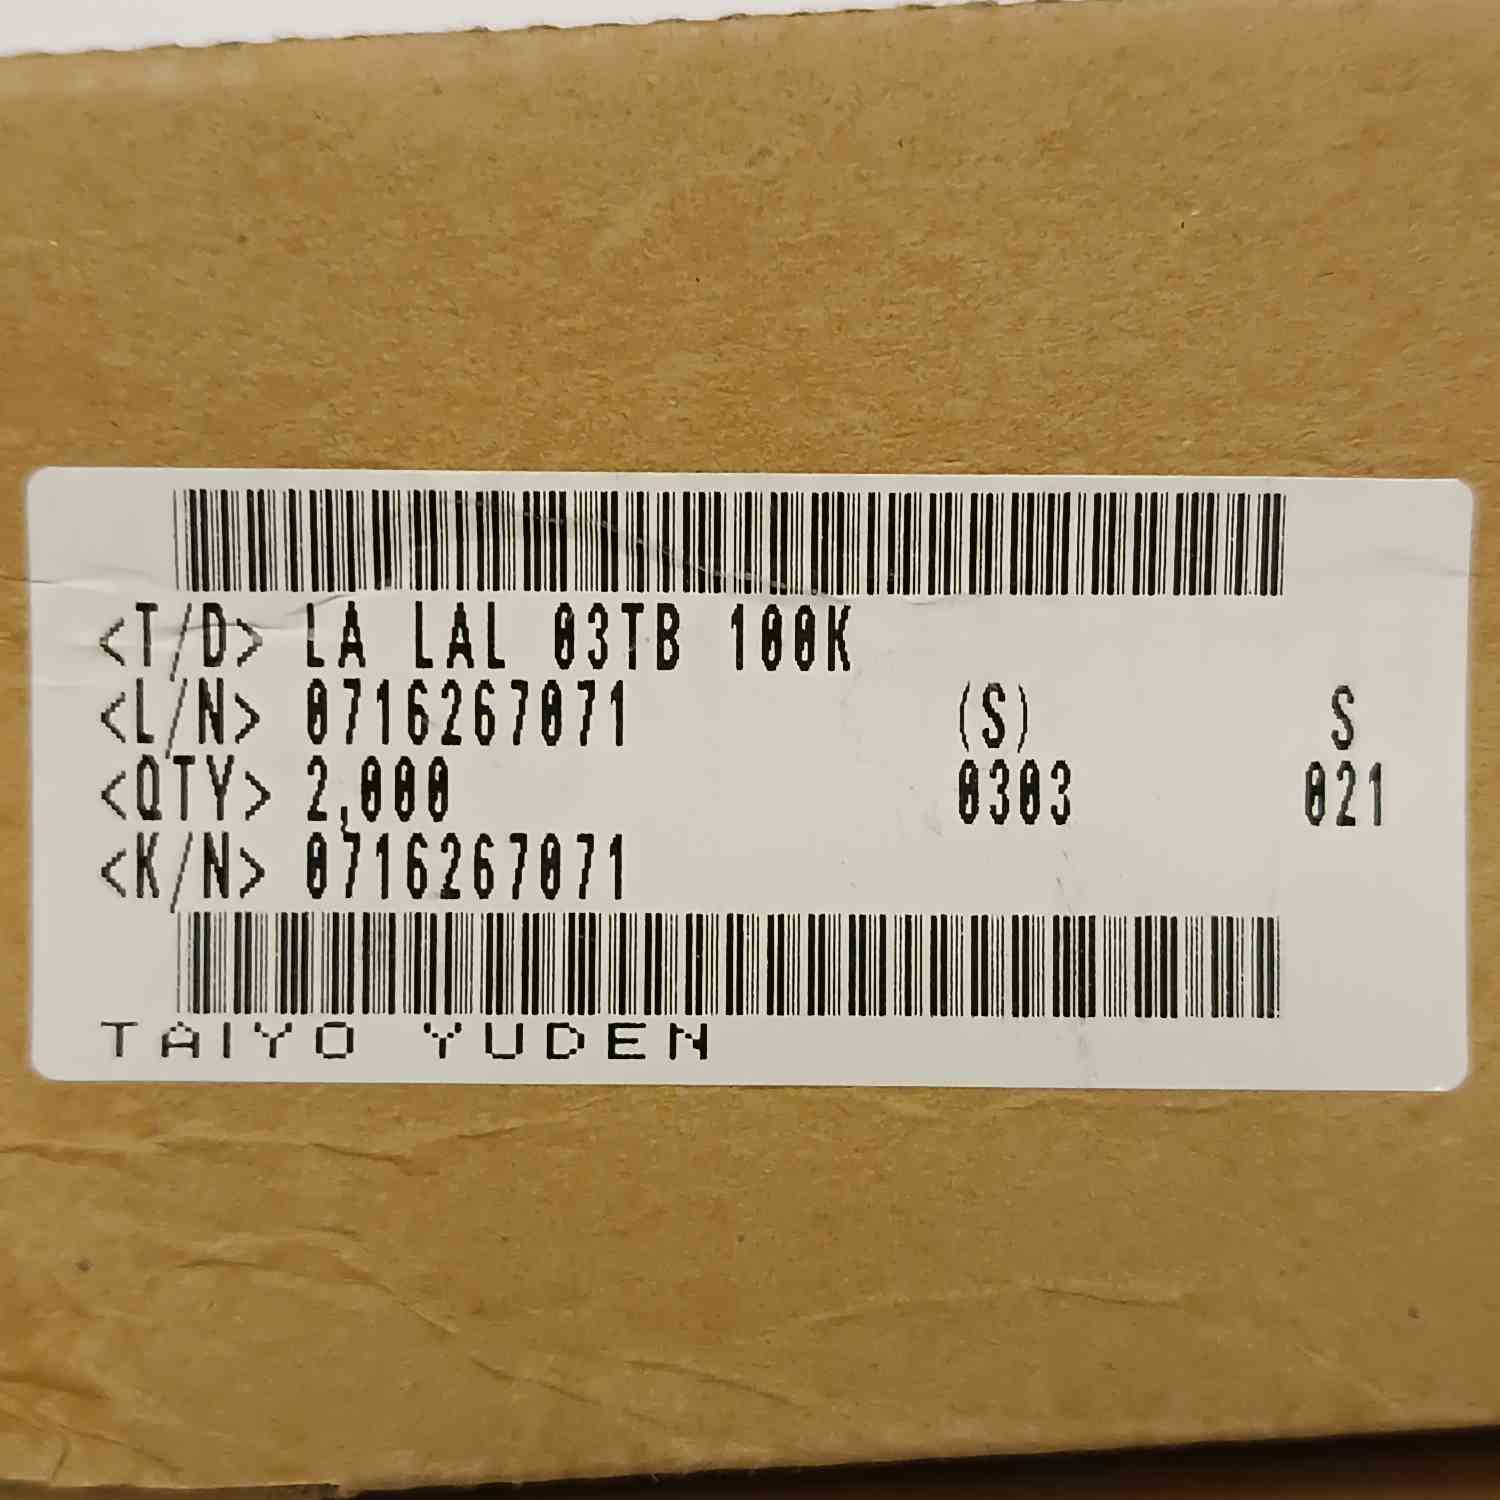 <T/D> LA LAL 03TB 100K
<L/N> 0716267071 (S) S
<QTY> 2,000 0303 021
<K/N> 0716267071
TAIYO YUDEN